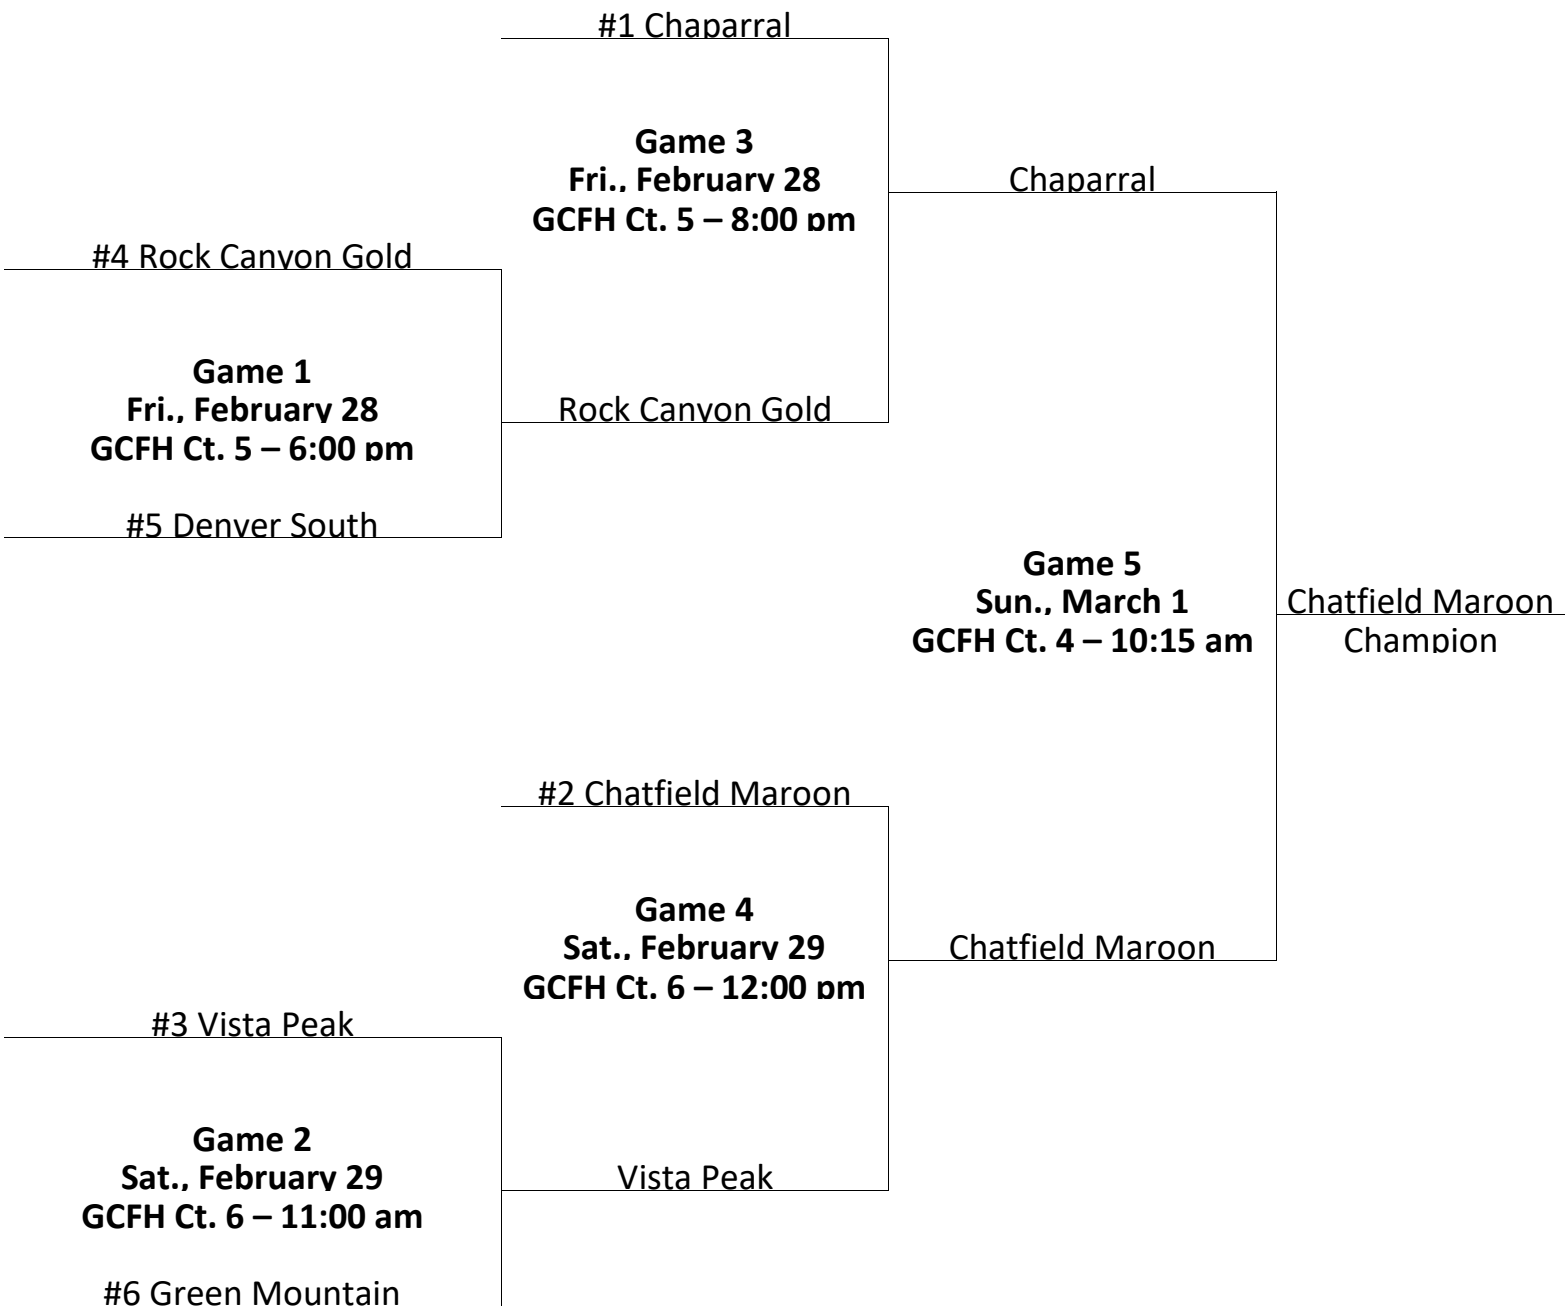 #1 Chaparral
Game 3
Fri., February 28
GCFH Ct. 5 – 8:00 pm
Chaparral
#4 Rock Canyon Gold
Game 1
Fri., February 28
GCFH Ct. 5 – 6:00 pm
Rock Canyon Gold
#5 Denver South
Game 5
Sun., March 1
GCFH Ct. 4 – 10:15 am
Chatfield Maroon
Champion
#2 Chatfield Maroon
Game 4
Sat., February 29
GCFH Ct. 6 – 12:00 pm
Chatfield Maroon
#3 Vista Peak
Game 2
Sat., February 29
GCFH Ct. 6 – 11:00 am
Vista Peak
#6 Green Mountain